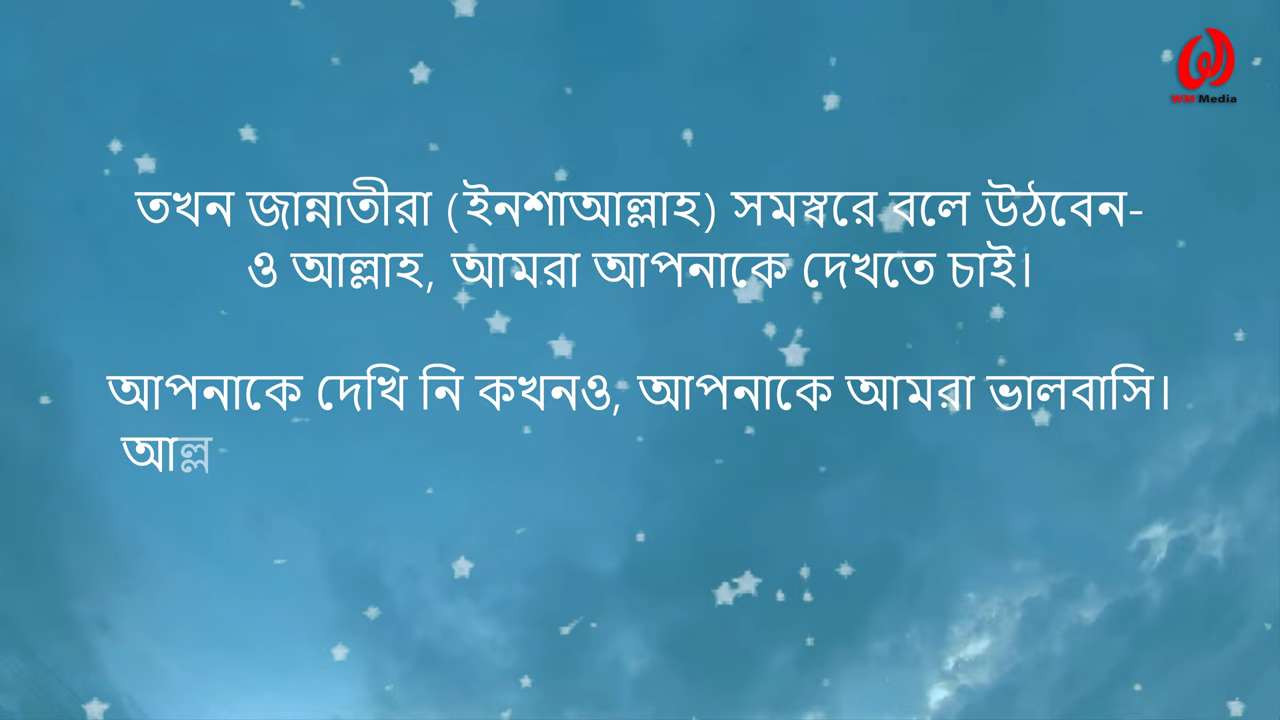 WM Media
তখন জান্নাতীরা (ইনশাআল্লাহ) সমস্বরে বলে উঠবেন-
ও আল্লাহ, আমরা আপনাকে দেখতে চাই।
আপনাকে দেখি নি কখনও, আপনাকে আমরা ভালবাসি।
আল্ল